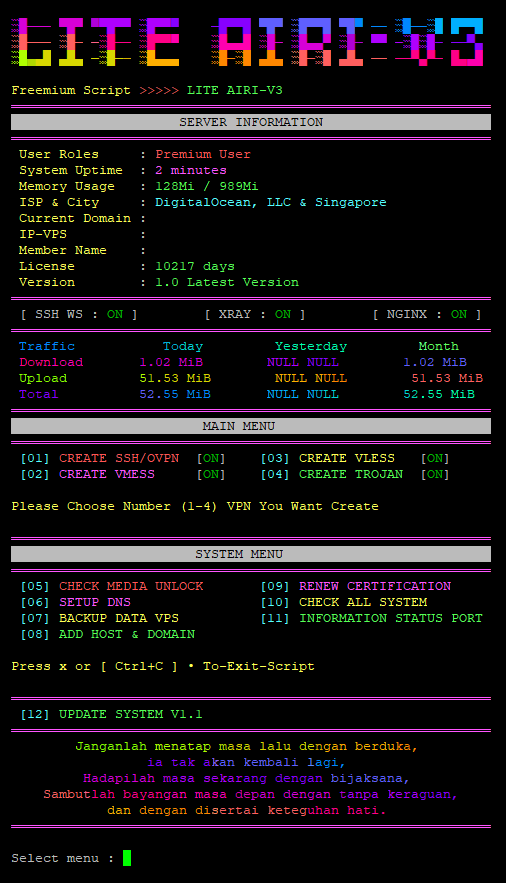 LITE AIRI-V3
Freemium Script >>>>> LITE AIRI-V3
SERVER INFORMATION
User Roles : Premium User
System Uptime : 2 minutes
Memory Usage : 128Mi / 989Mi
ISP & City : DigitalOcean, LLC & Singapore
Current Domain :
IP-VPS :
Member Name :
License : 10217 days
Version : 1.0 Latest Version
[ SSH WS : ON ] [ XRAY : ON ] [ NGINX : ON ]
Traffic Today Yesterday Month
Download 1.02 MiB NULL NULL 1.02 MiB
Upload 51.53 MiB NULL NULL 51.53 MiB
Total 52.55 MiB NULL NULL 52.55 MiB
MAIN MENU
[01] CREATE SSH/OVPN [ON] [03] CREATE VLESS [ON]
[02] CREATE VMESS [ON] [04] CREATE TROJAN [ON]
Please Choose Number (1-4) VPN You Want Create
SYSTEM MENU
[05] CHECK MEDIA UNLOCK [09] RENEW CERTIFICATION
[06] SETUP DNS [10] CHECK ALL SYSTEM
[07] BACKUP DATA VPS [11] INFORMATION STATUS PORT
[08] ADD HOST & DOMAIN
Press x or [ Ctrl+C ] • To-Exit-Script
[12] UPDATE SYSTEM V1.1
Janganlah menatap masa lalu dengan berduka,
ia tak akan kembali lagi,
Hadapilah masa sekarang dengan bijaksana,
Sambutlah bayangan masa depan dengan tanpa keraguan,
dan dengan disertai keteguhan hati.
Select menu :